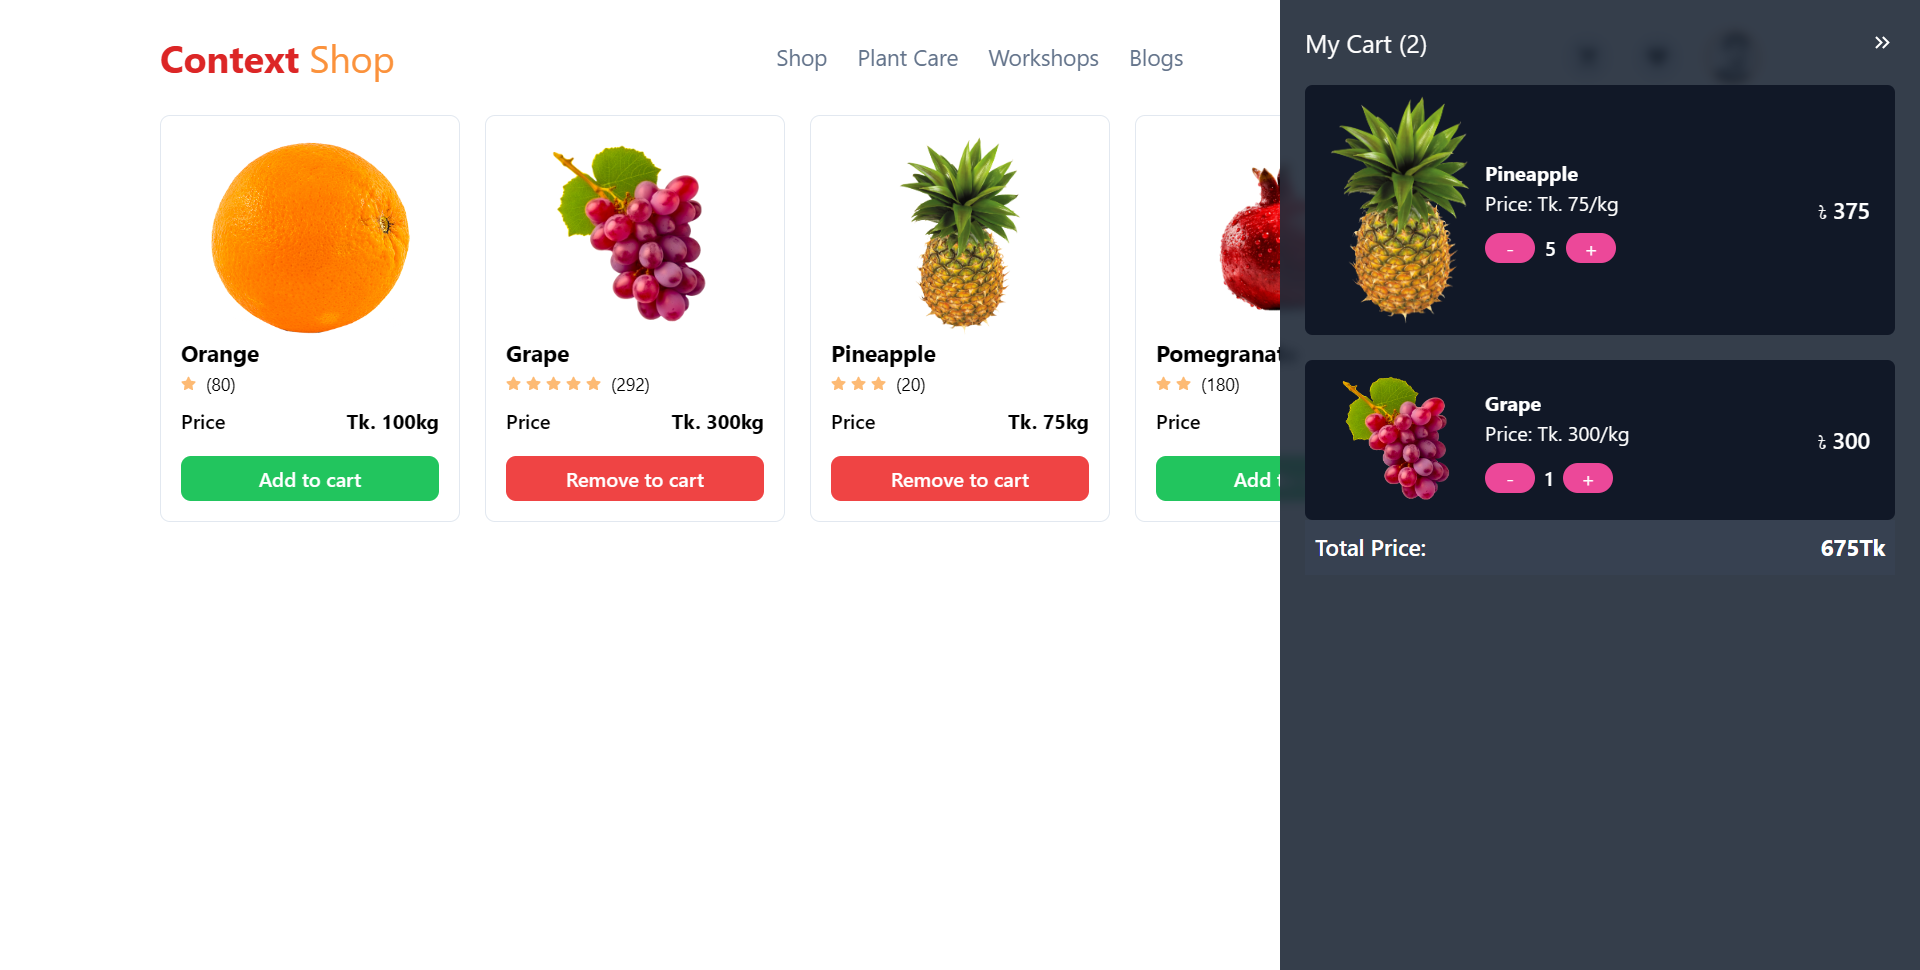 Context Shop
Shop Plant Care Workshops Blogs
Orange
(80)
Price Tk. 100kg
Add to cart
Grape
(292)
Price Tk. 300kg
Remove to cart
Pineapple
(20)
Price Tk. 75kg
Remove to cart
Pomegranat
(180)
Price
Add t
My Cart (2)
Pineapple
Price: Tk. 75/kg
- 5 +
৳ 375
Grape
Price: Tk. 300/kg
- 1 +
৳ 300
Total Price: 675Tk